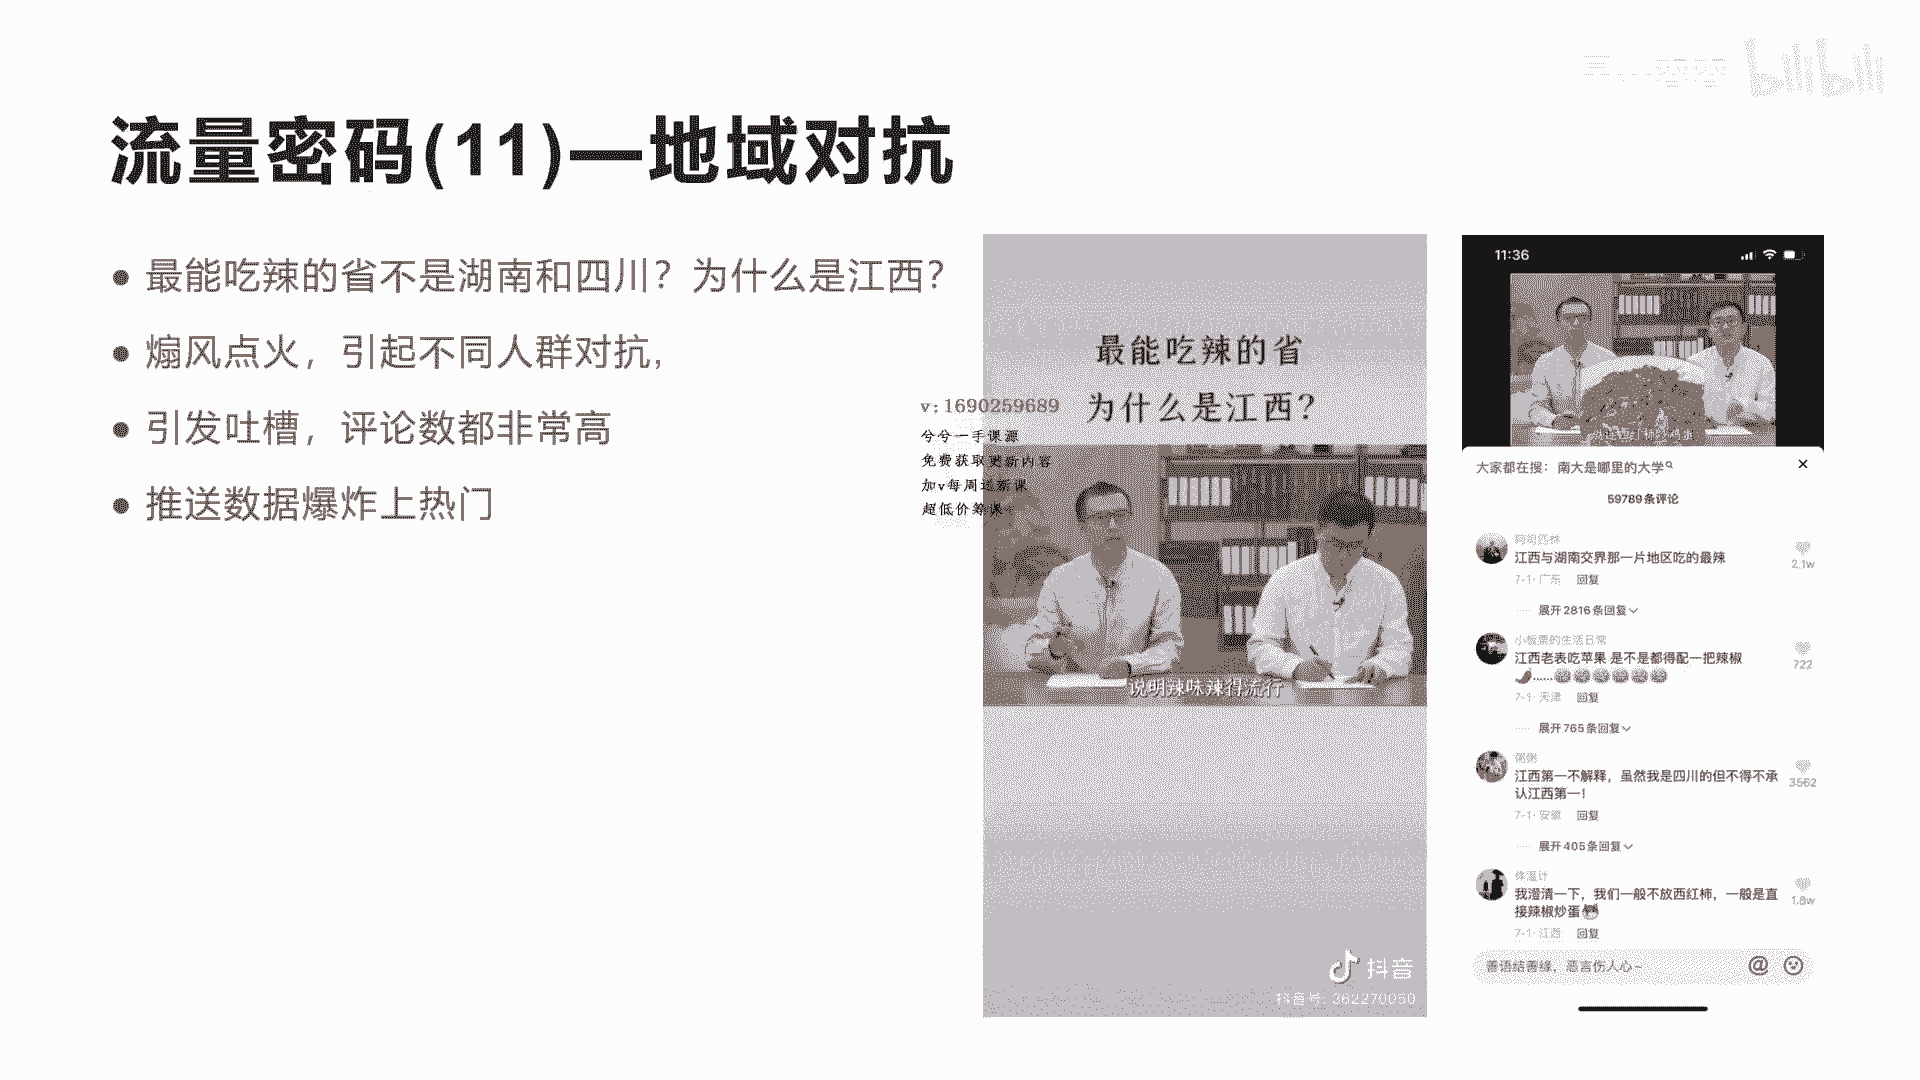 bilibili
流量密码(11)—地域对抗
● 最能吃辣的省不是湖南和四川？为什么是江西？
● 煽风点火，引起不同人群对抗，
● 引发吐槽，评论数都非常高
● 推送数据爆炸上热门
最能吃辣的省
为什么是江西？
v:1690259689
兮兮一手课源
免费获取更新内容
加v每周送新课
超低价筹课
说明辣味辣得流行
抖音
抖音号: 362270050
11:36
大家都在搜：南大是哪里的大学
59789条评论
江西与湖南交界那一片地区吃的最辣
2.1w
7-1·广东 回复
展开2816条回复
小板栗的生活日常
江西老表吃苹果 是不是都得配一把辣椒
🌶️......
722
7-1·天津 回复
展开765条回复
粥粥
江西第一不解释，虽然我是四川的但不得不承
认江西第一！
3562
7-1·安徽 回复
展开405条回复
体温计
我澄清一下，我们一般不放西红柿，一般是直
接辣椒炒蛋
1.8w
7-1·江西 回复
善语结善缘，恶言伤人心~